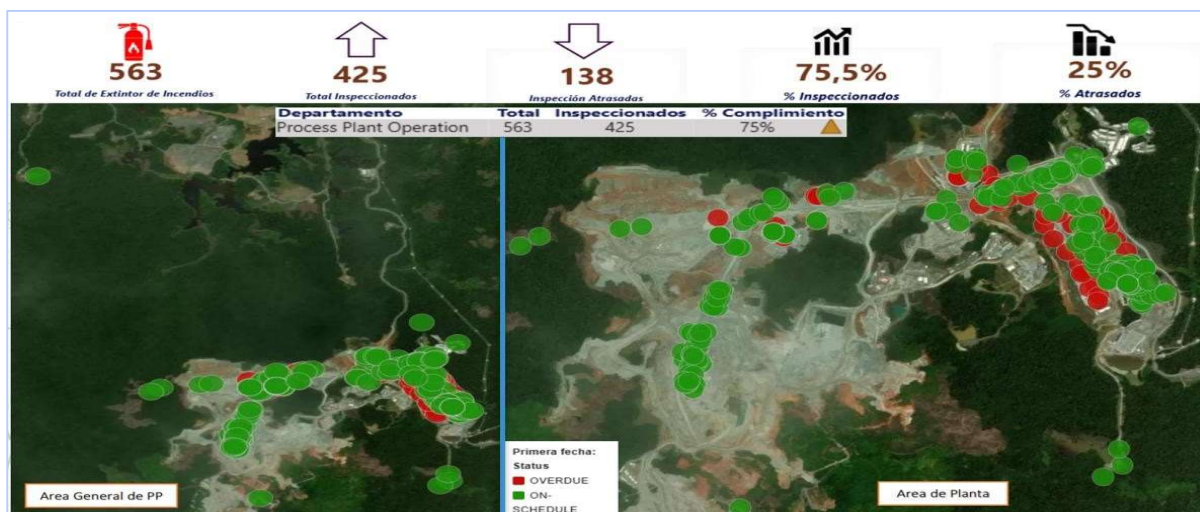 563
Total de Extintor de Incendios
425
Total Inspeccionado
138
Inspección Atrasadas
75,5%
% Inspeccionados
25%
% Atrasados
Departamento Total Inspeccionados % Complimiento
Process Plant Operation 563 425 75%
Primera fecha:
Status
OVERDUE
ON-
SCHEDULE
Area General de PP
Area de Planta